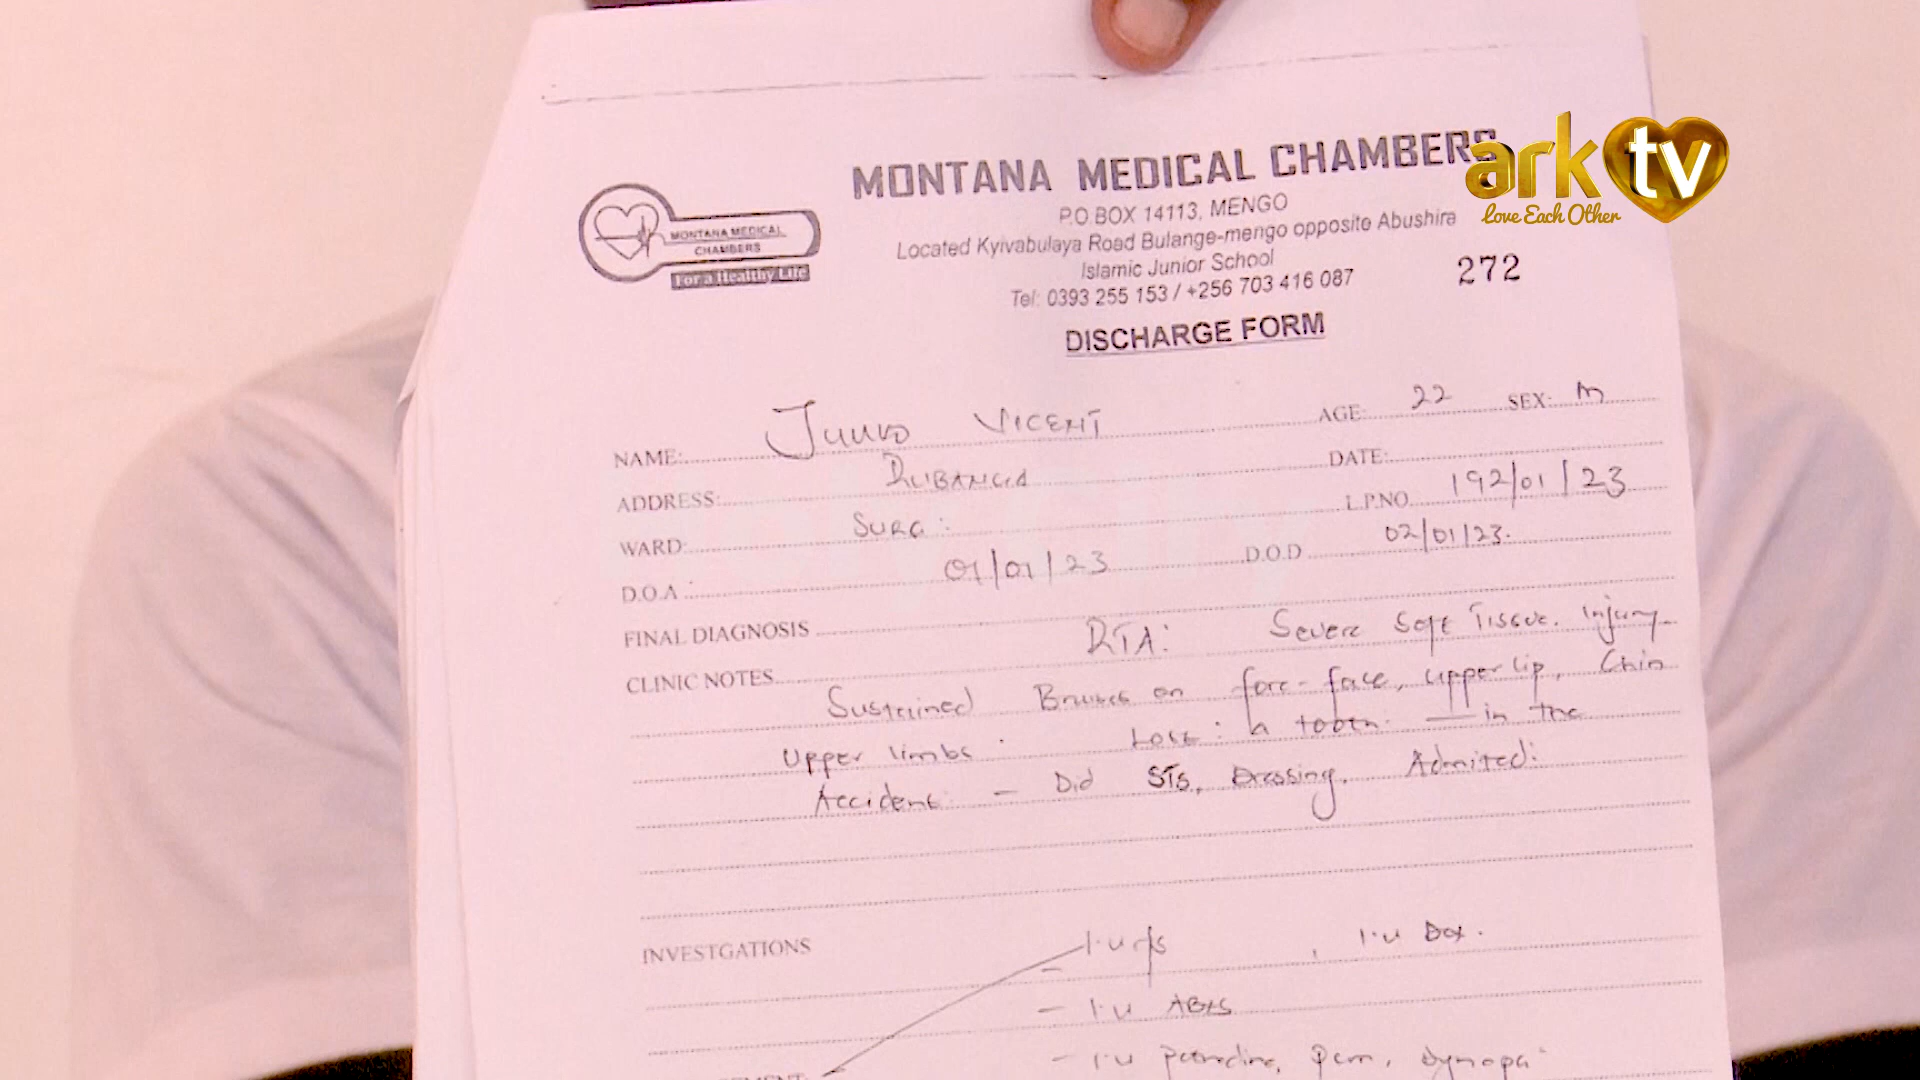 MONTANA MEDICAL CHAMBERS
ark tv
Love Each Other
P.O BOX 14113, MENGO
Located Kyivabulaya Road Bulange-mengo opposite Abushira
Islamic Junior School
Tel: 0393 255 153 / +256 703 416 087
272
MONTANA MEDICAL
CHAMBERS
For a Healthy Life
DISCHARGE FORM
NAME: Juuko Vicent AGE: 22 SEX: M
ADDRESS: DATE:
WARD: Surg: I.P.NO. 192/01/23
D.O.A: 01/01/23 D.O.D 02/01/23.
FINAL DIAGNOSIS RTA: Severe Soft Tissue Injury
CLINIC NOTES Sustained on fore-face, upper lip, Chin
upper limbs. : a tooth. — in the
Accident — Did STS, Dressing, Admited:
INVESTGATIONS